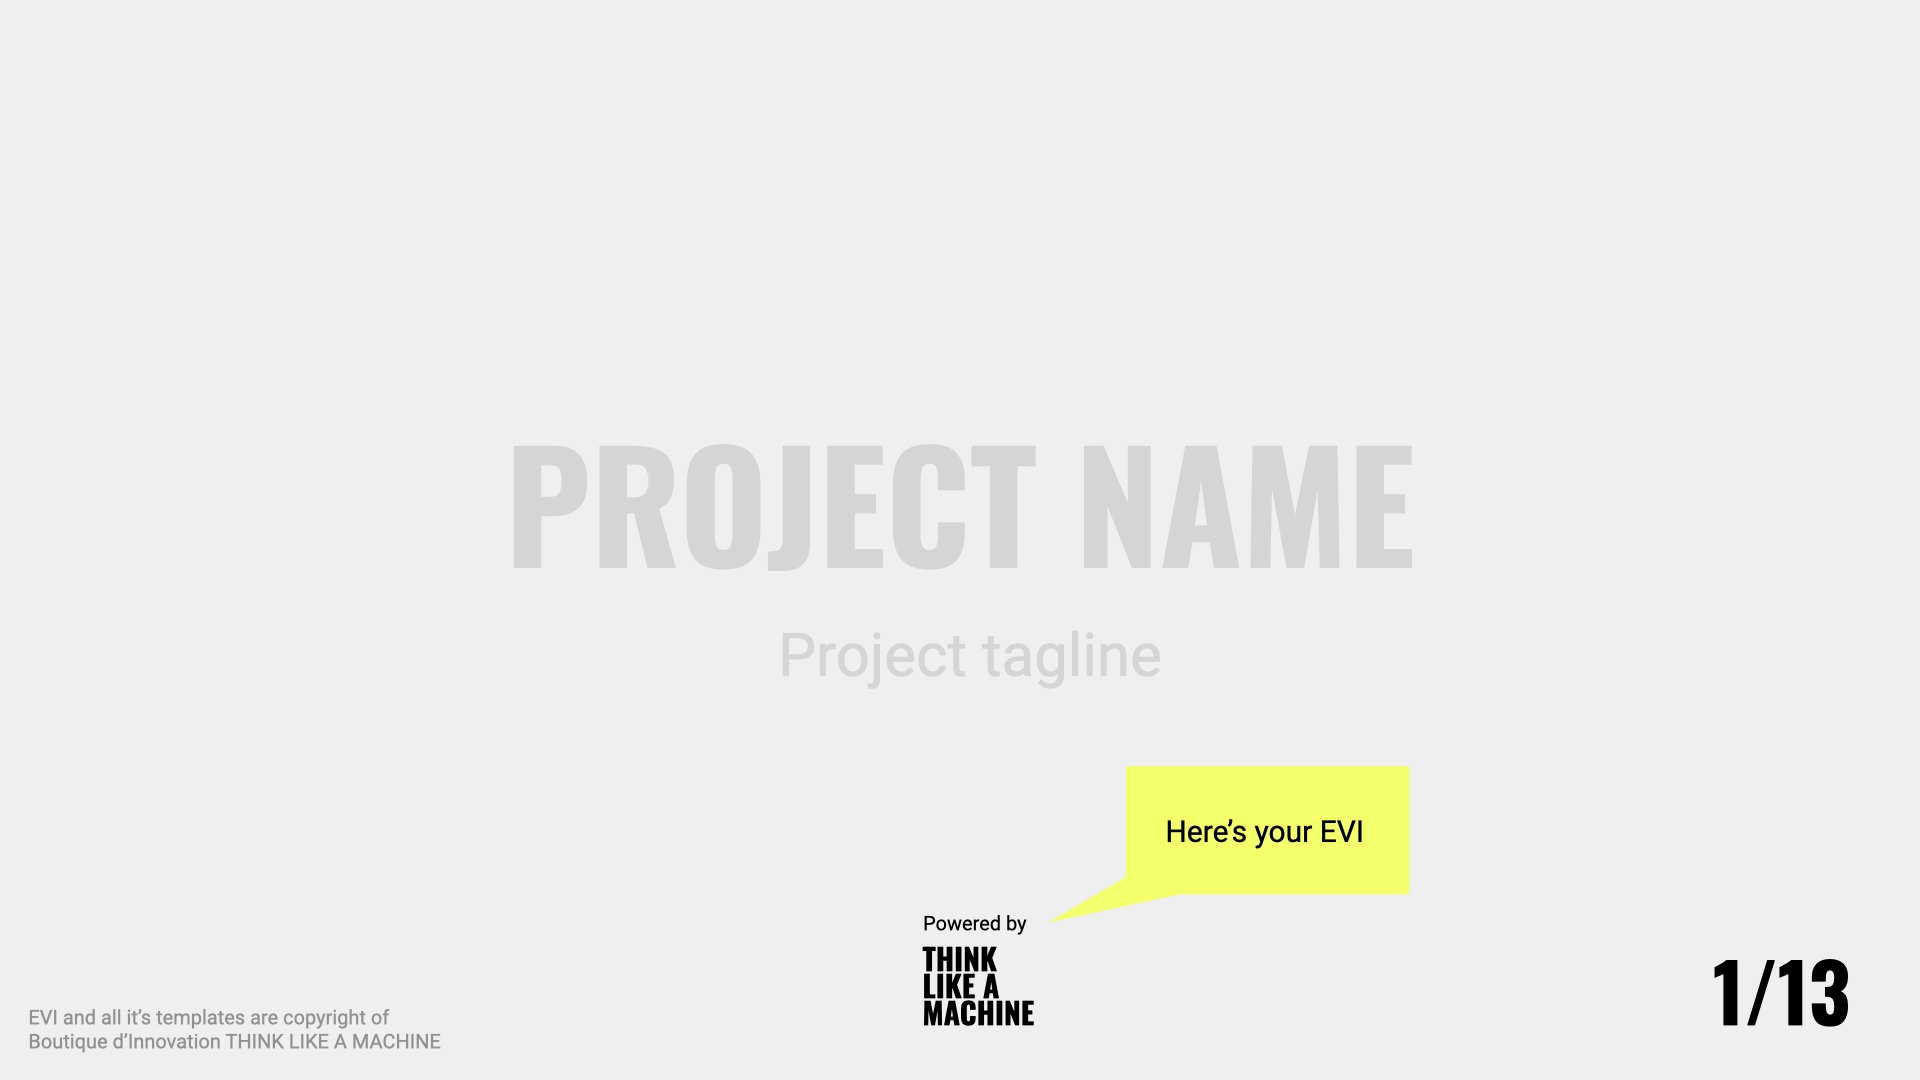 PROJECT NAME
Project tagline
Here’s your EVI
Powered by
THINK
LIKE A
MACHINE
EVI and all it’s templates are copyright of
Boutique d’Innovation THINK LIKE A MACHINE
1/13